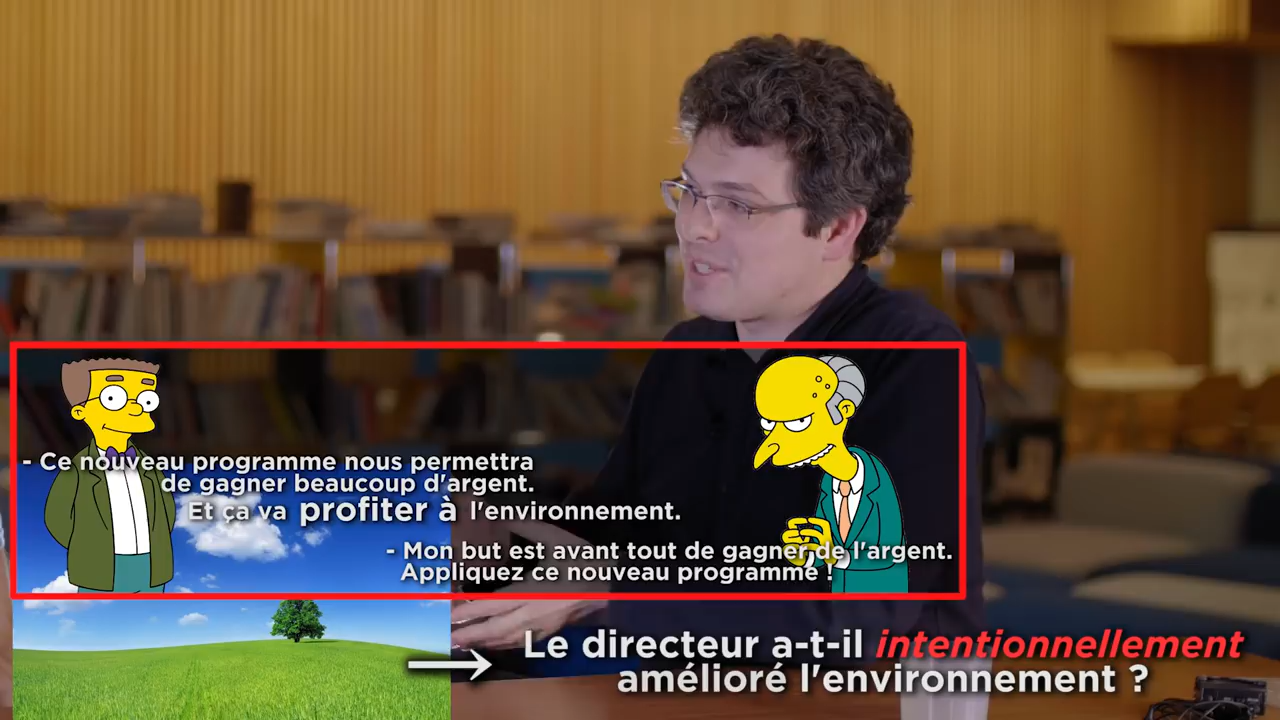 - Ce nouveau programme nous permettra
de gagner beaucoup d'argent.
Et ça va profiter à l'environnement.
- Mon but est avant tout de gagner de l'argent.
Appliquez ce nouveau programme !
Le directeur a-t-il intentionnellement
amélioré l'environnement ?